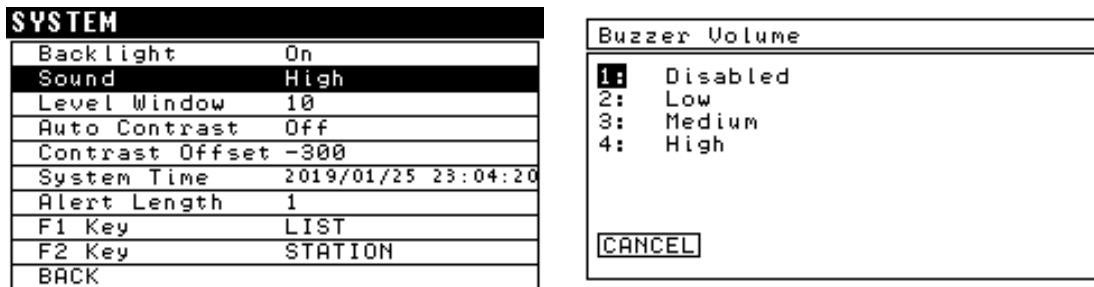 SYSTEM
Backlight On
Sound High
Level Window 10
Auto Contrast Off
Contrast Offset -300
System Time 2019/01/25 23:04:20
Alert Length 1
F1 Key LIST
F2 Key STATION
BACK
Buzzer Volume
1: Disabled
2: Low
3: Medium
4: High
CANCEL